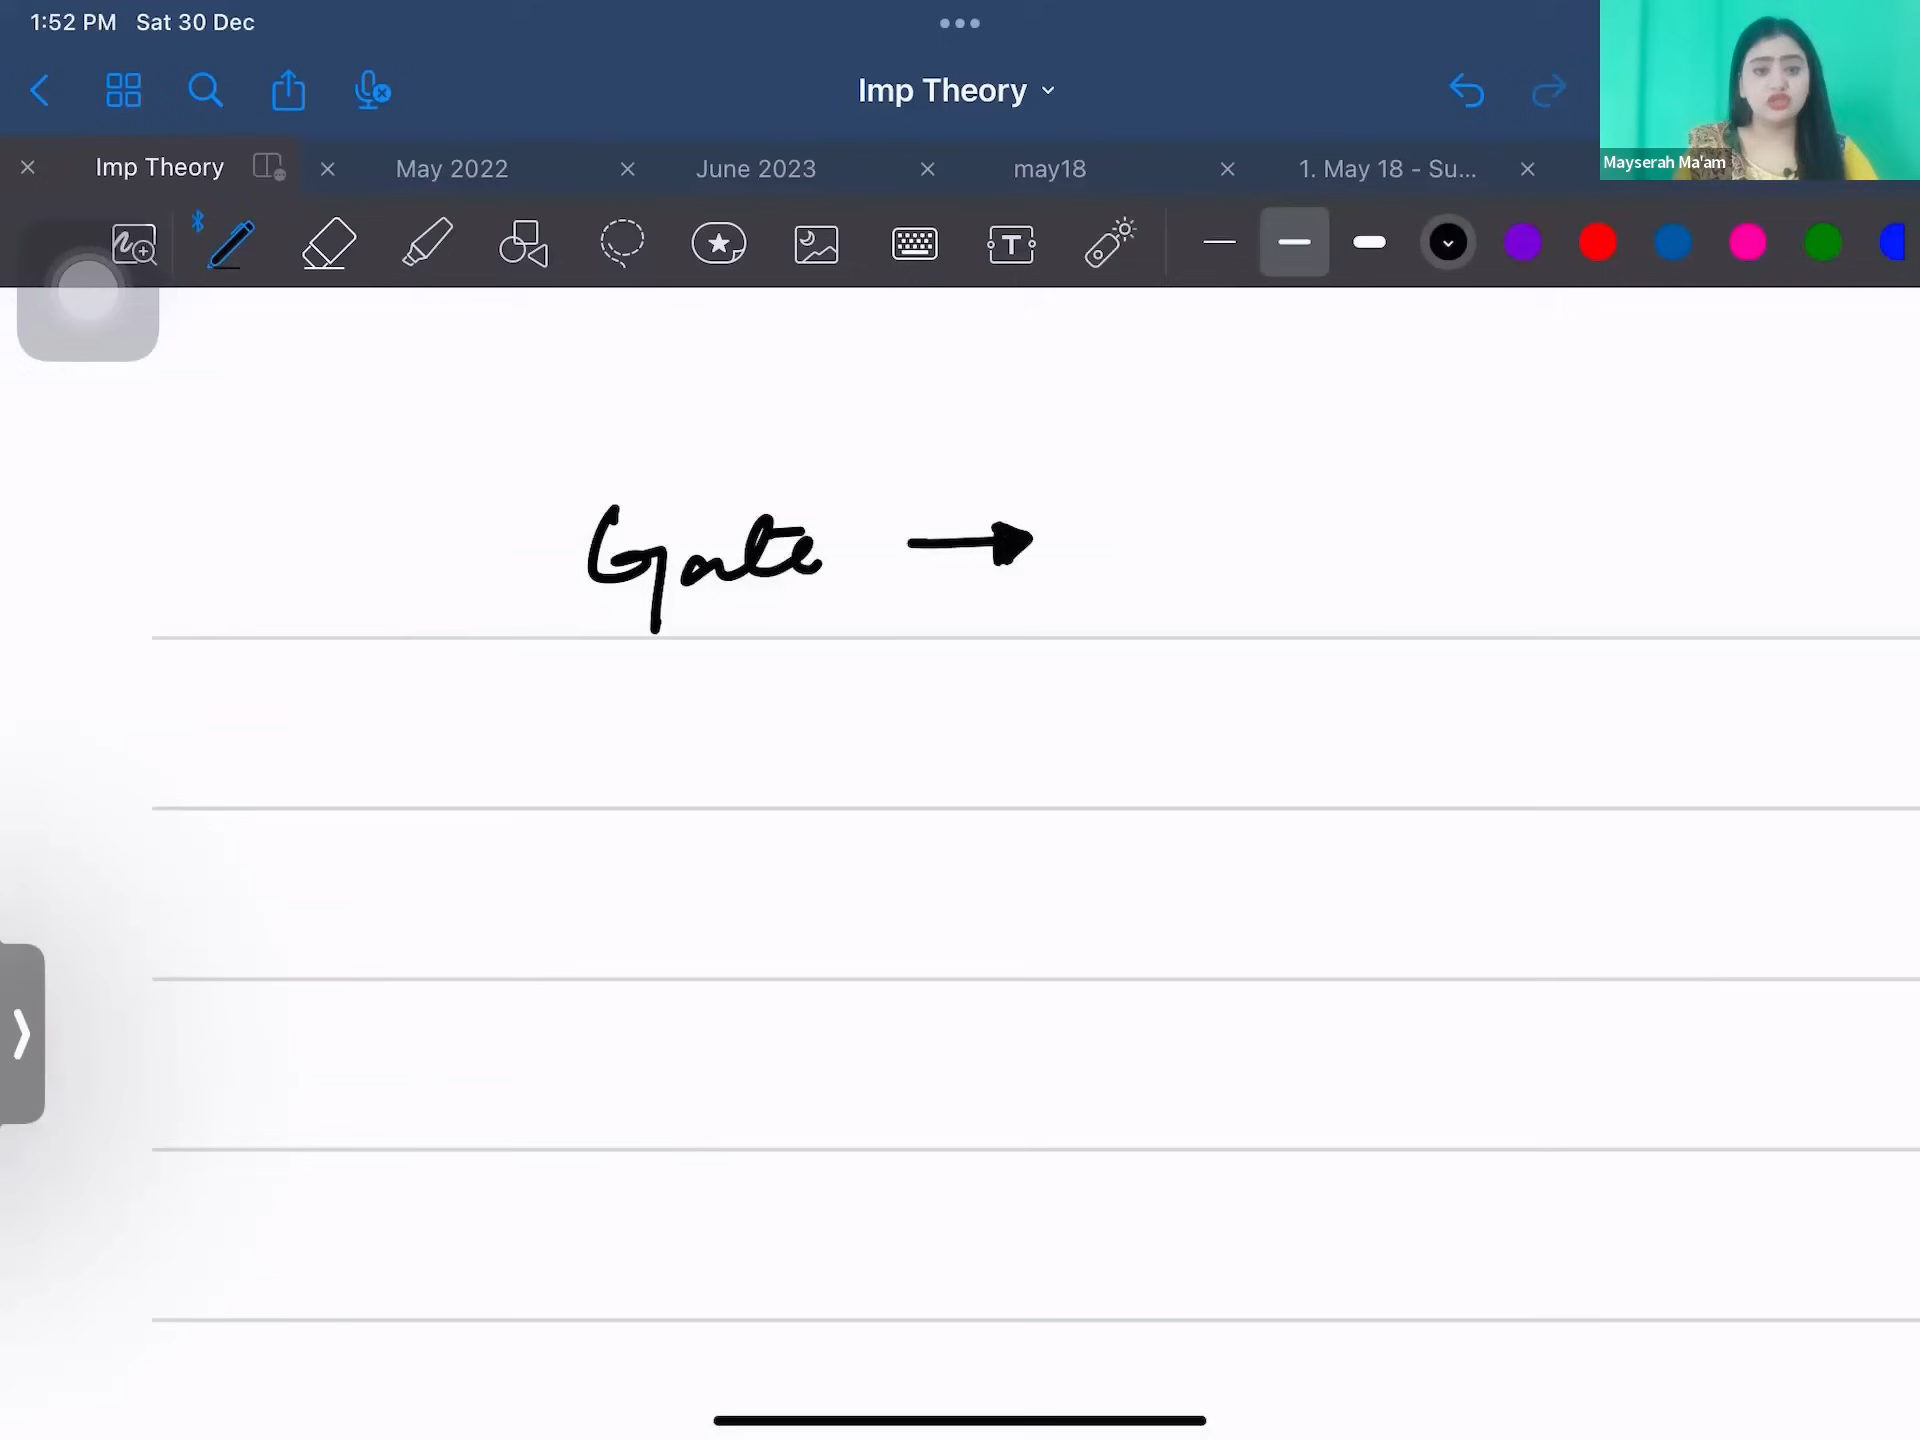 1:52 PM Sat 30 Dec
Imp Theory
Mayserah Ma'am
Imp Theory May 2022 June 2023 may18 1. May 18 - Su...
T
Gate →